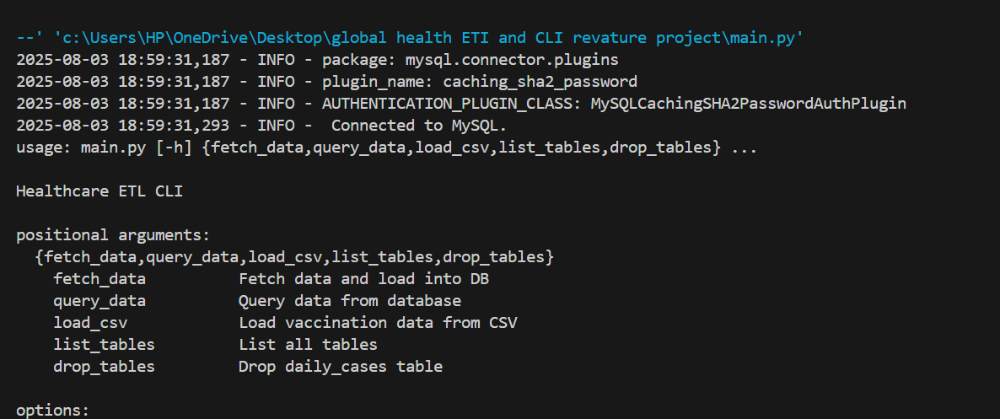 --' 'c:\Users\HP\OneDrive\Desktop\global health ETI and CLI revature project\main.py'
2025-08-03 18:59:31,187 - INFO - package: mysql.connector.plugins
2025-08-03 18:59:31,187 - INFO - plugin_name: caching_sha2_password
2025-08-03 18:59:31,187 - INFO - AUTHENTICATION_PLUGIN_CLASS: MySQLCachingSHA2PasswordAuthPlugin
2025-08-03 18:59:31,293 - INFO -  Connected to MySQL.
usage: main.py [-h] {fetch_data,query_data,load_csv,list_tables,drop_tables} ...

Healthcare ETL CLI

positional arguments:
  {fetch_data,query_data,load_csv,list_tables,drop_tables}
    fetch_data          Fetch data and load into DB
    query_data          Query data from database
    load_csv            Load vaccination data from CSV
    list_tables         List all tables
    drop_tables         Drop daily_cases table

options: